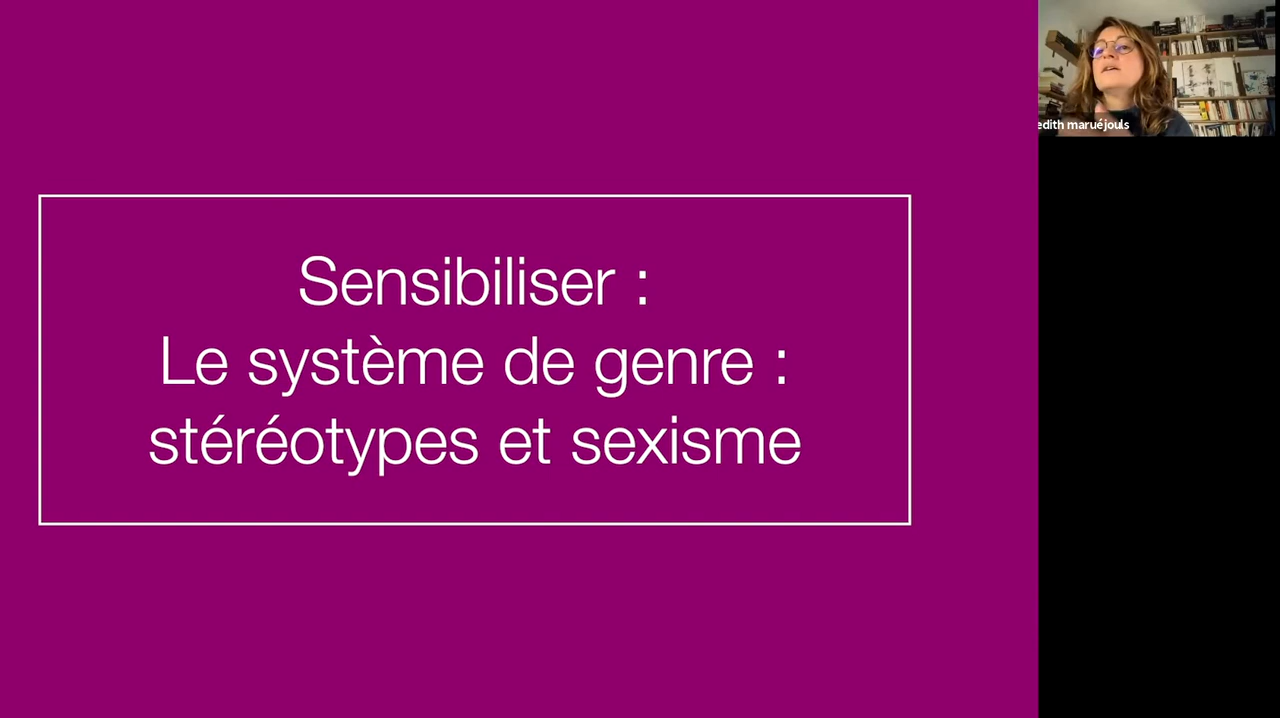 Sensibiliser :
Le système de genre :
stéréotypes et sexisme
edith maruéjouls